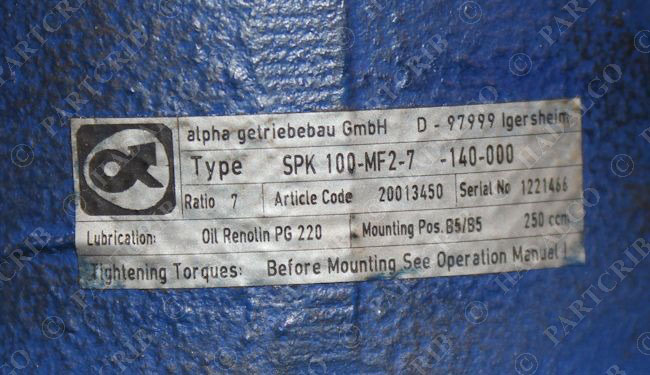 alpha getriebebau GmbH D - 97999 Igersheim
Type SPK 100-MF2-7 -140-000
Ratio 7 Article Code 20013450 Serial No 1221466
Lubrication: Oil Renolin PG 220 Mounting Pos. B5/B5 250 ccm
Tightening Torques: Before Mounting See Operation Manual !
© PARTCRIB © HARLGO